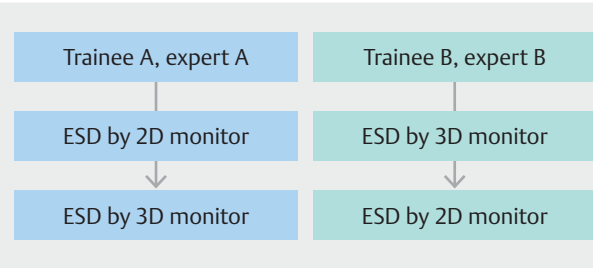 Trainee A, expert A
ESD by 2D monitor
ESD by 3D monitor
Trainee B, expert B
ESD by 3D monitor
ESD by 2D monitor